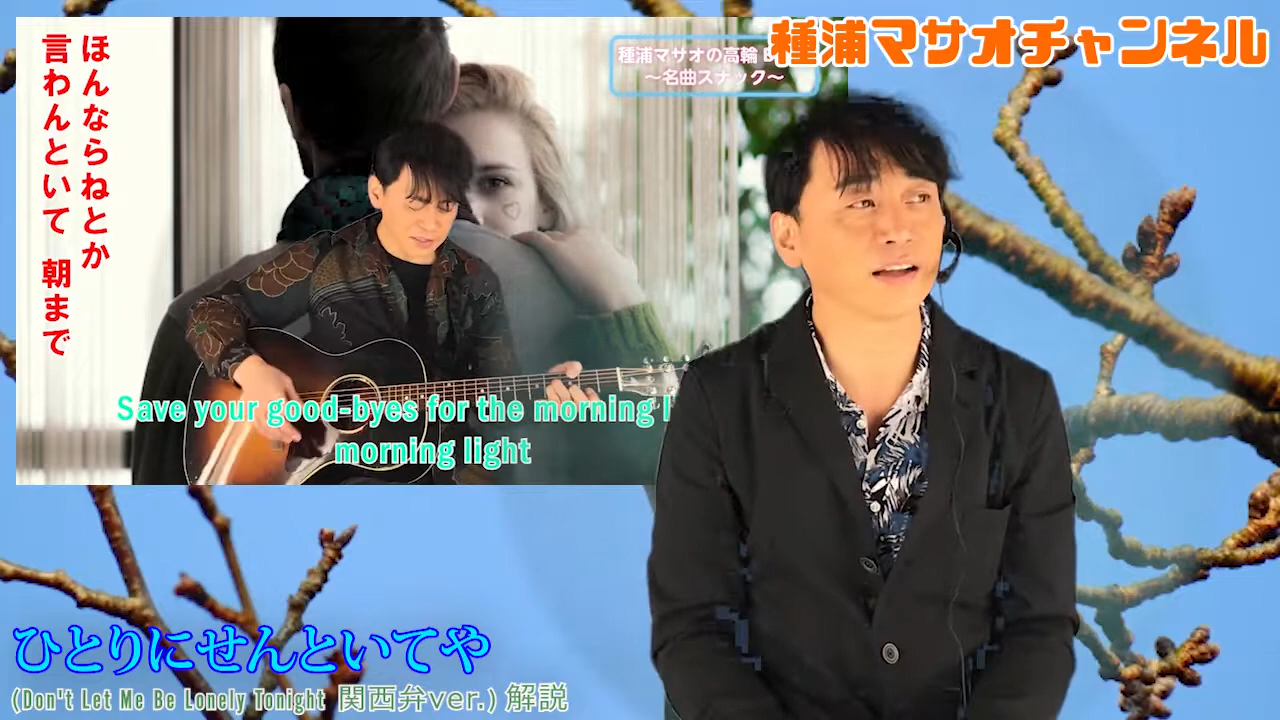 種浦マサオチャンネル
種浦マサオの高輪
～名曲スナック～
ほんならねとか
言わんといて 朝まで
Save your good-byes for the morning l
morning light
ひとりにせんといてや
(Don't Let Me Be Lonely Tonight 関西弁ver.) 解説